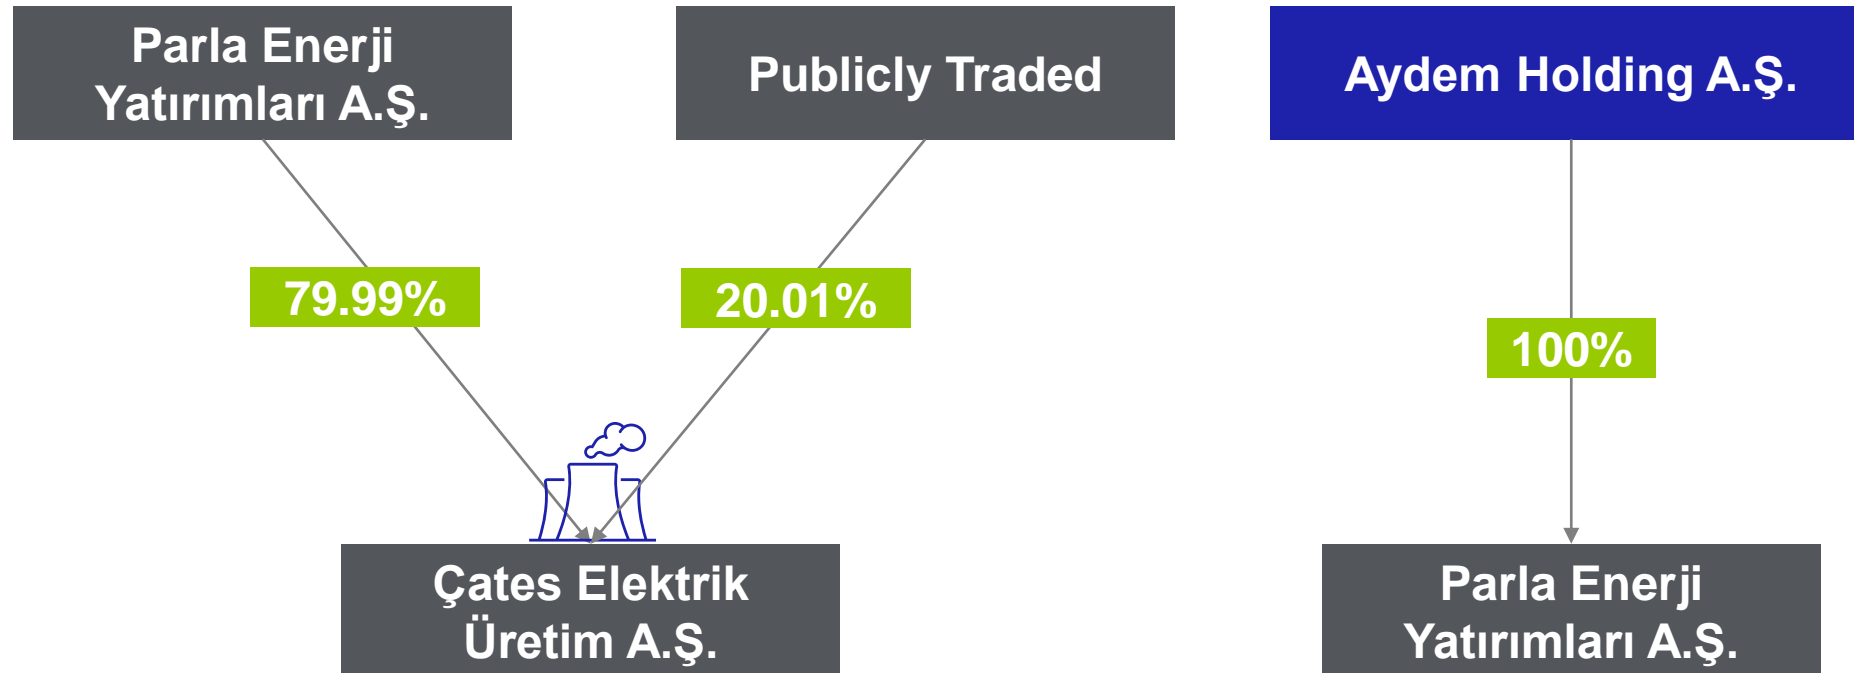 Parla Enerji
Yatırımları A.Ş.
Publicly Traded
Aydem Holding A.Ş.
79.99%
20.01%
100%
Çates Elektrik
Üretim A.Ş.
Parla Enerji
Yatırımları A.Ş.